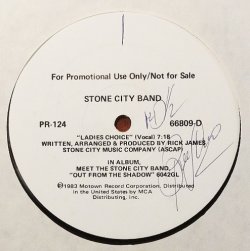 For Promotional Use Only/Not for Sale
STONE CITY BAND
PR-124 66809-D
"LADIES CHOICE" (Vocal) 7:18
WRITTEN, ARRANGED & PRODUCED BY RICK JAMES
STONE CITY MUSIC COMPANY (ASCAP)
IN ALBUM,
MEET THE STONE CITY BAND,
"OUT FROM THE SHADOW" 6042GL
℗1983 Motown Record Corporation, Distributed
in the United States by MCA
Distributing, Inc.